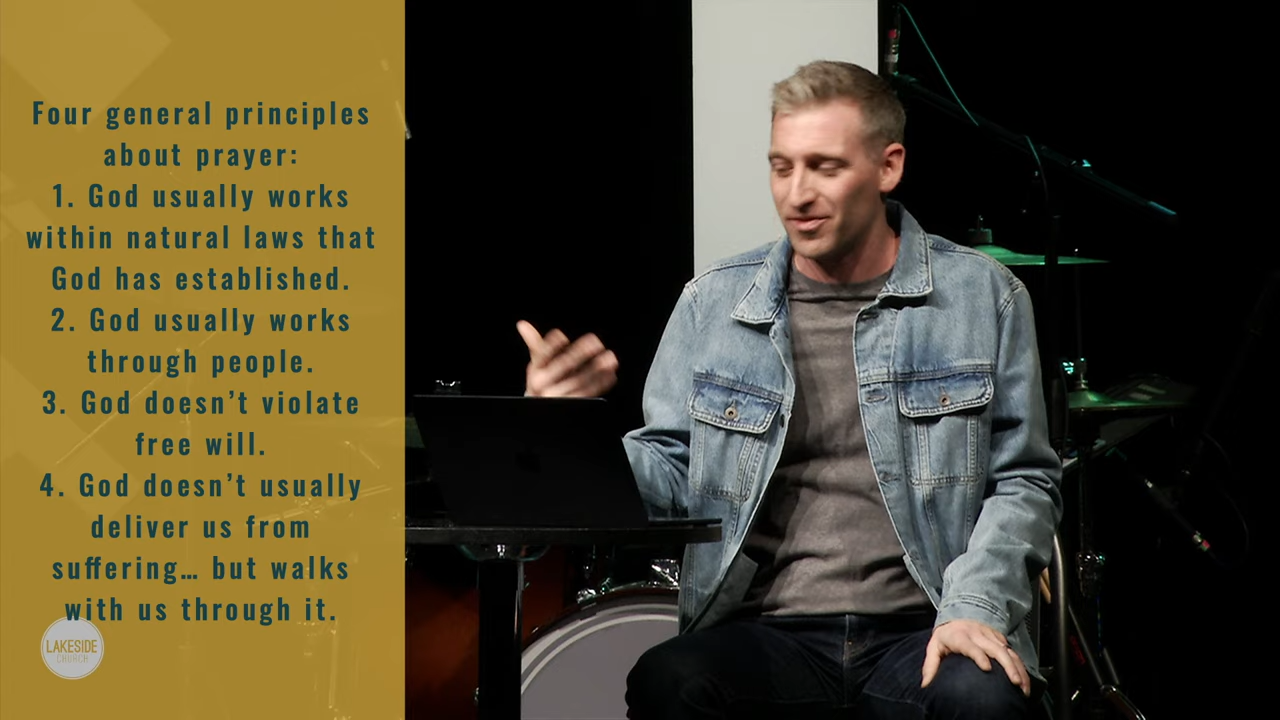 Four general principles
about prayer:
1. God usually works
within natural laws that
God has established.
2. God usually works
through people.
3. God doesn’t violate
free will.
4. God doesn’t usually
deliver us from
suffering… but walks
with us through it.
LAKESIDE
CHURCH